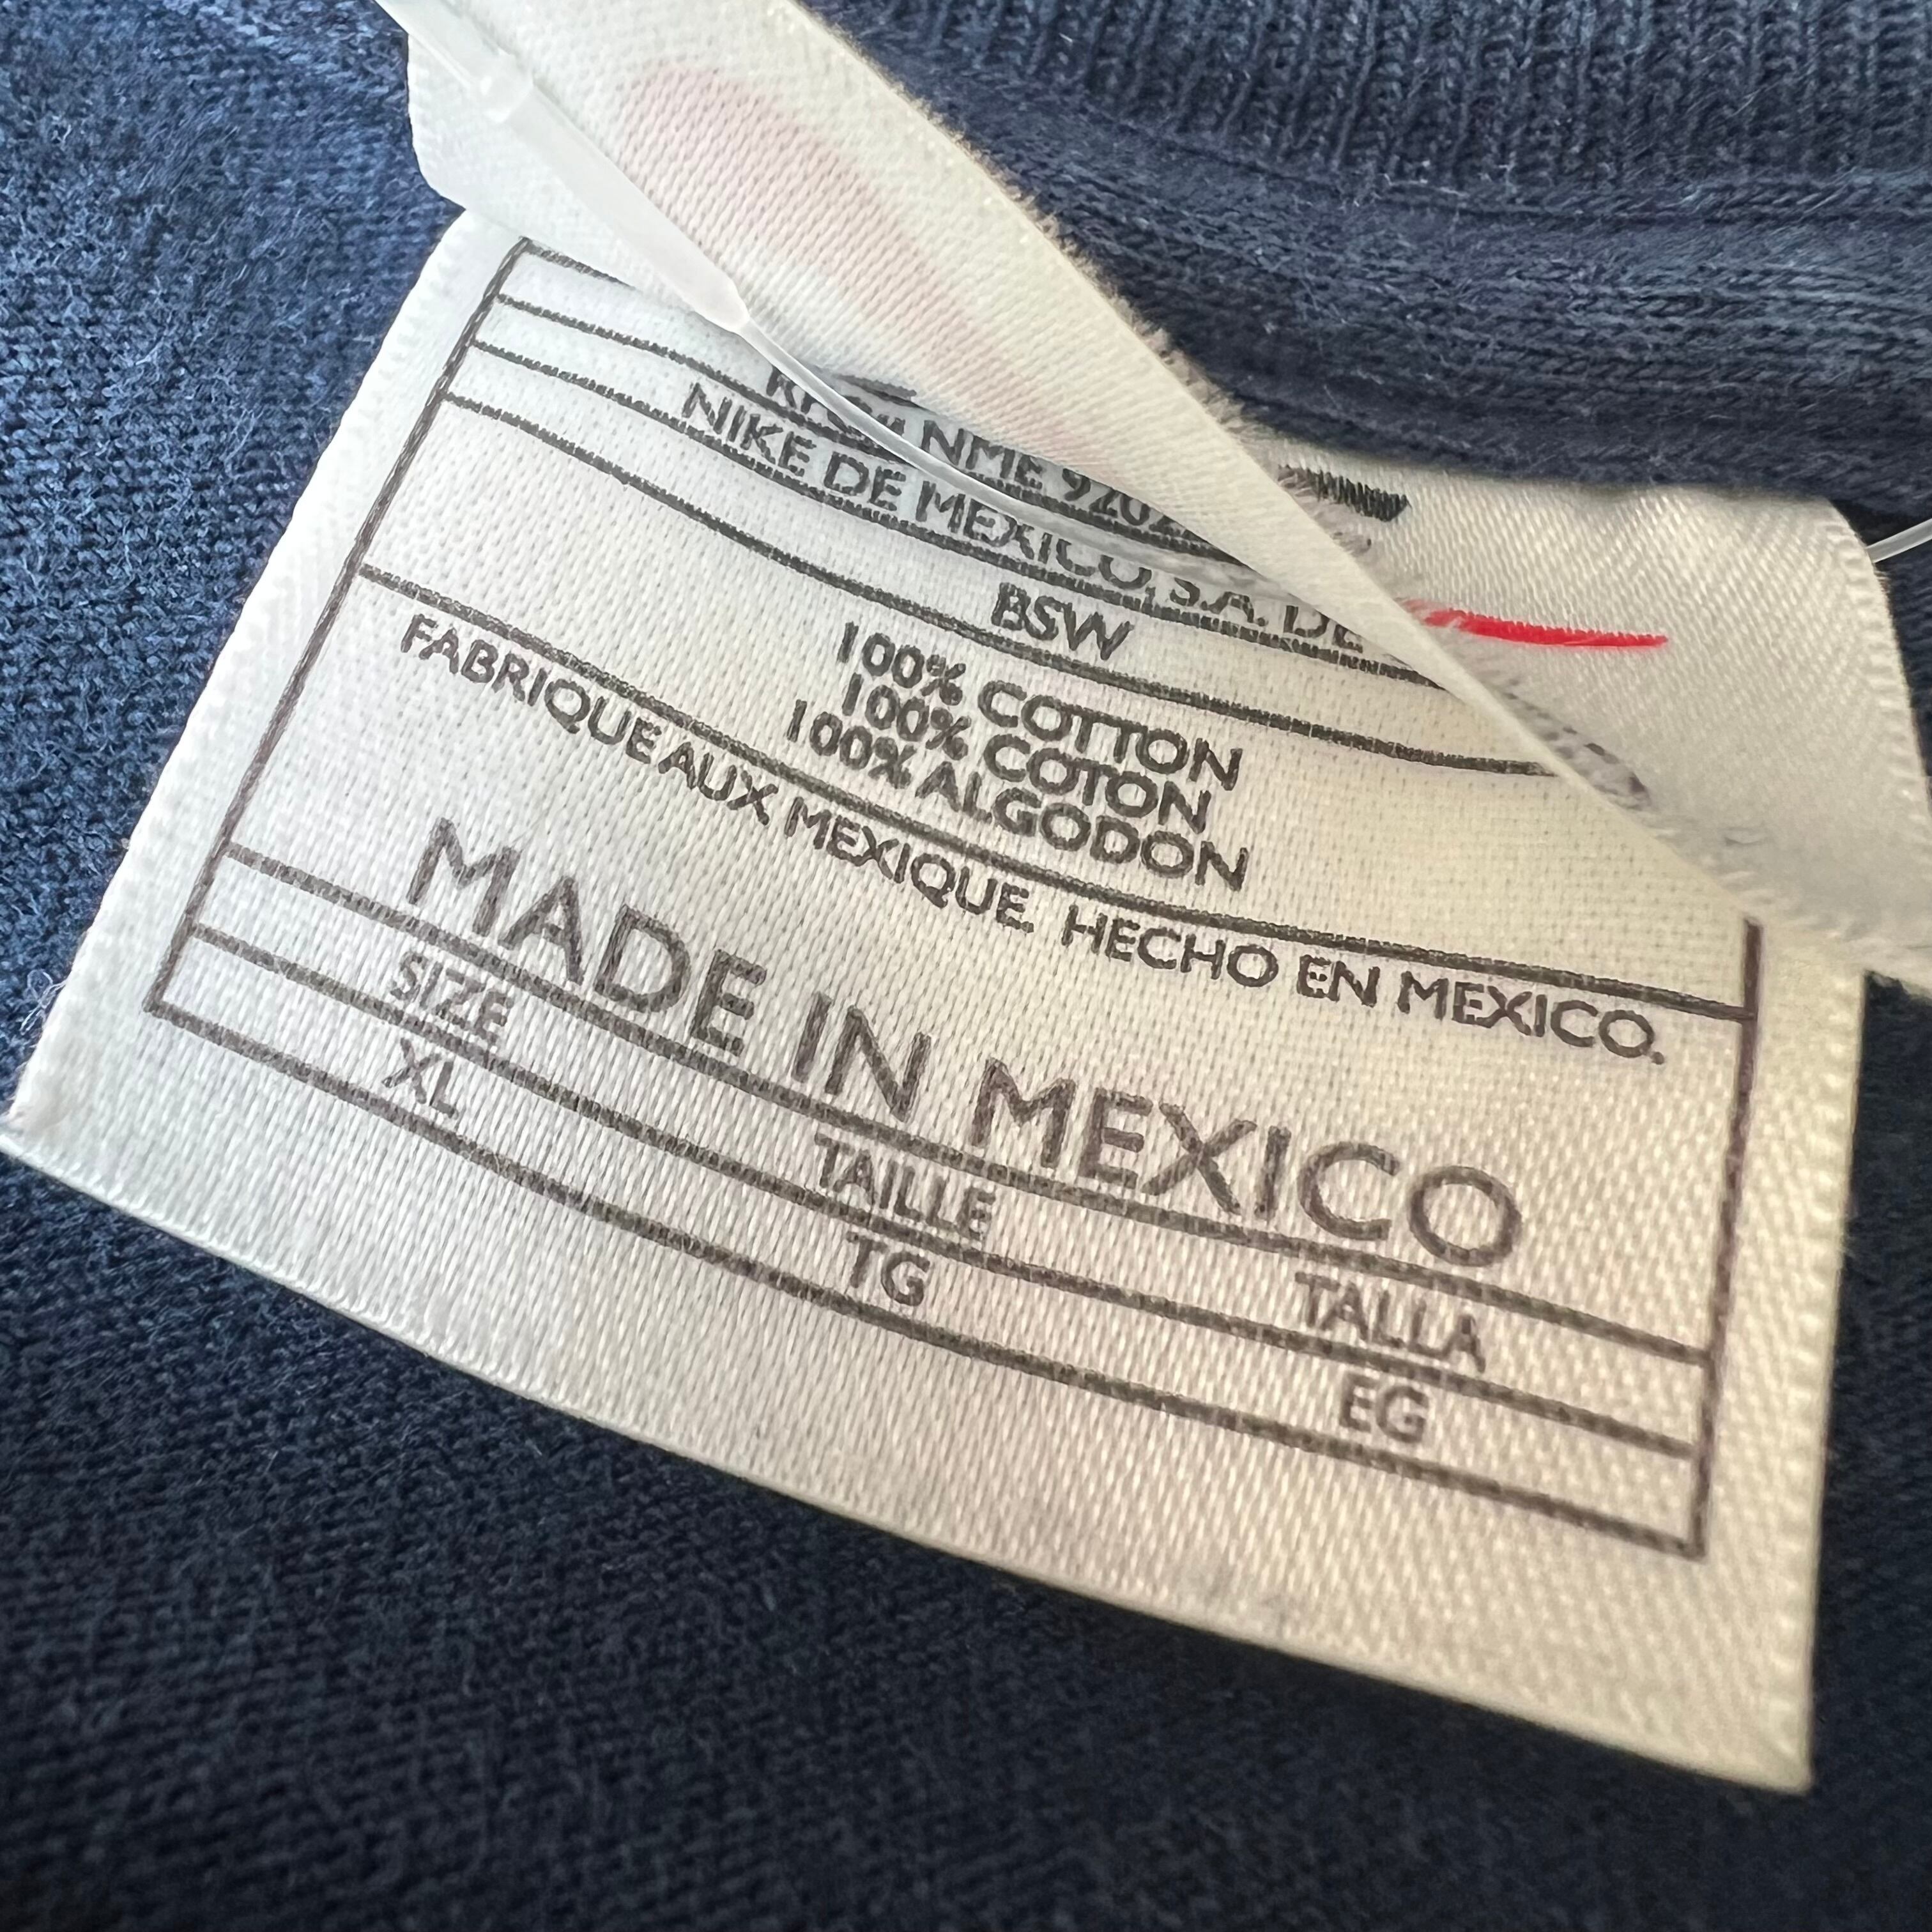 NME
NIKE DE MEXICO, S.A. DE
BSW
100% COTTON
100% COTON
100% ALGODON
FABRIQUE AUX MEXIQUE. HECHO EN MEXICO.
MADE IN MEXICO
SIZE TAILLE TALLA
XL TG EG